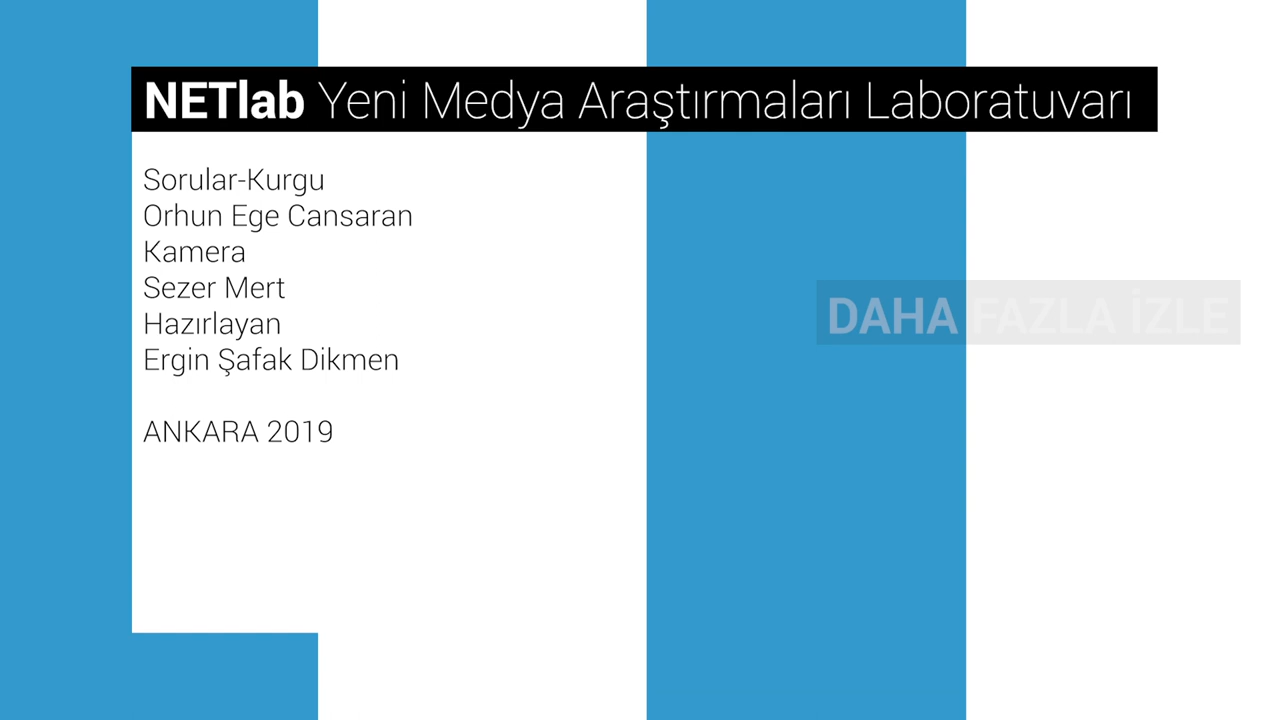 NETlab Yeni Medya Araştırmaları Laboratuvarı
Sorular-Kurgu
Orhun Ege Cansaran
Kamera
Sezer Mert
Hazırlayan
Ergin Şafak Dikmen
ANKARA 2019
DAHA FAZLA İZLE